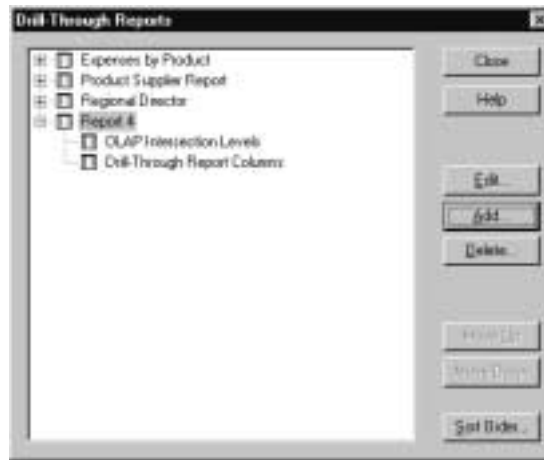 Drill-Through Reports
Expenses by Product
Product Supplier Report
Regional Director
Report 4
OLAP Intersection Levels
Drill-Through Report Columns
Close
Help
Edit...
Add...
Delete...
Move Up
Move Down
Sort Order...